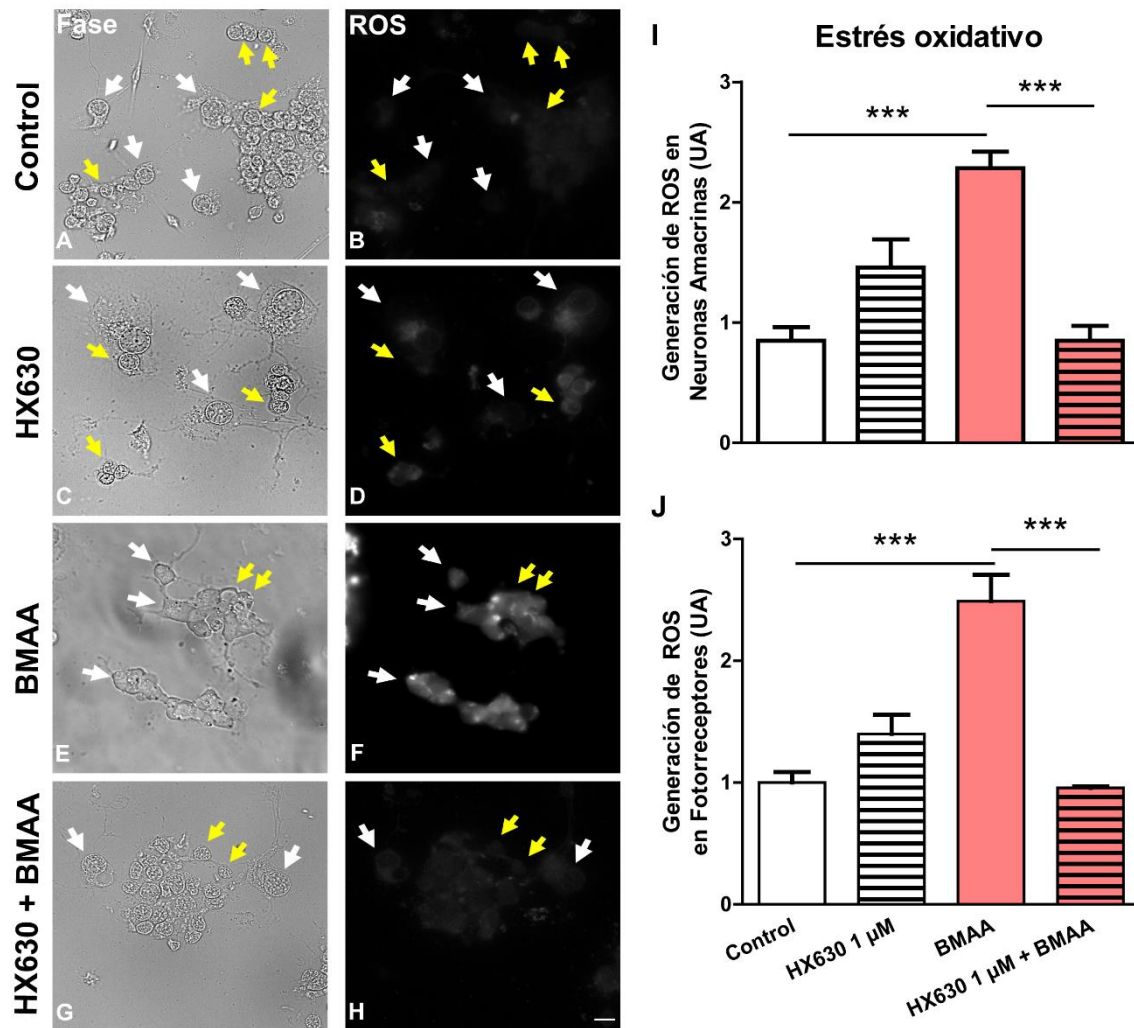 Fase
ROS
Control
A
B
HX630
C
D
BMAA
E
F
HX630 + BMAA
G
H
I
Estrés oxidativo
Generación de ROS en
Neuronas Amacrinas (UA)
3
2
1
0
***
***
J
Generación de ROS
en Fotorreceptores (UA)
3
2
1
0
***
***
Control
HX630 1 µM
BMAA
HX630 1 µM + BMAA